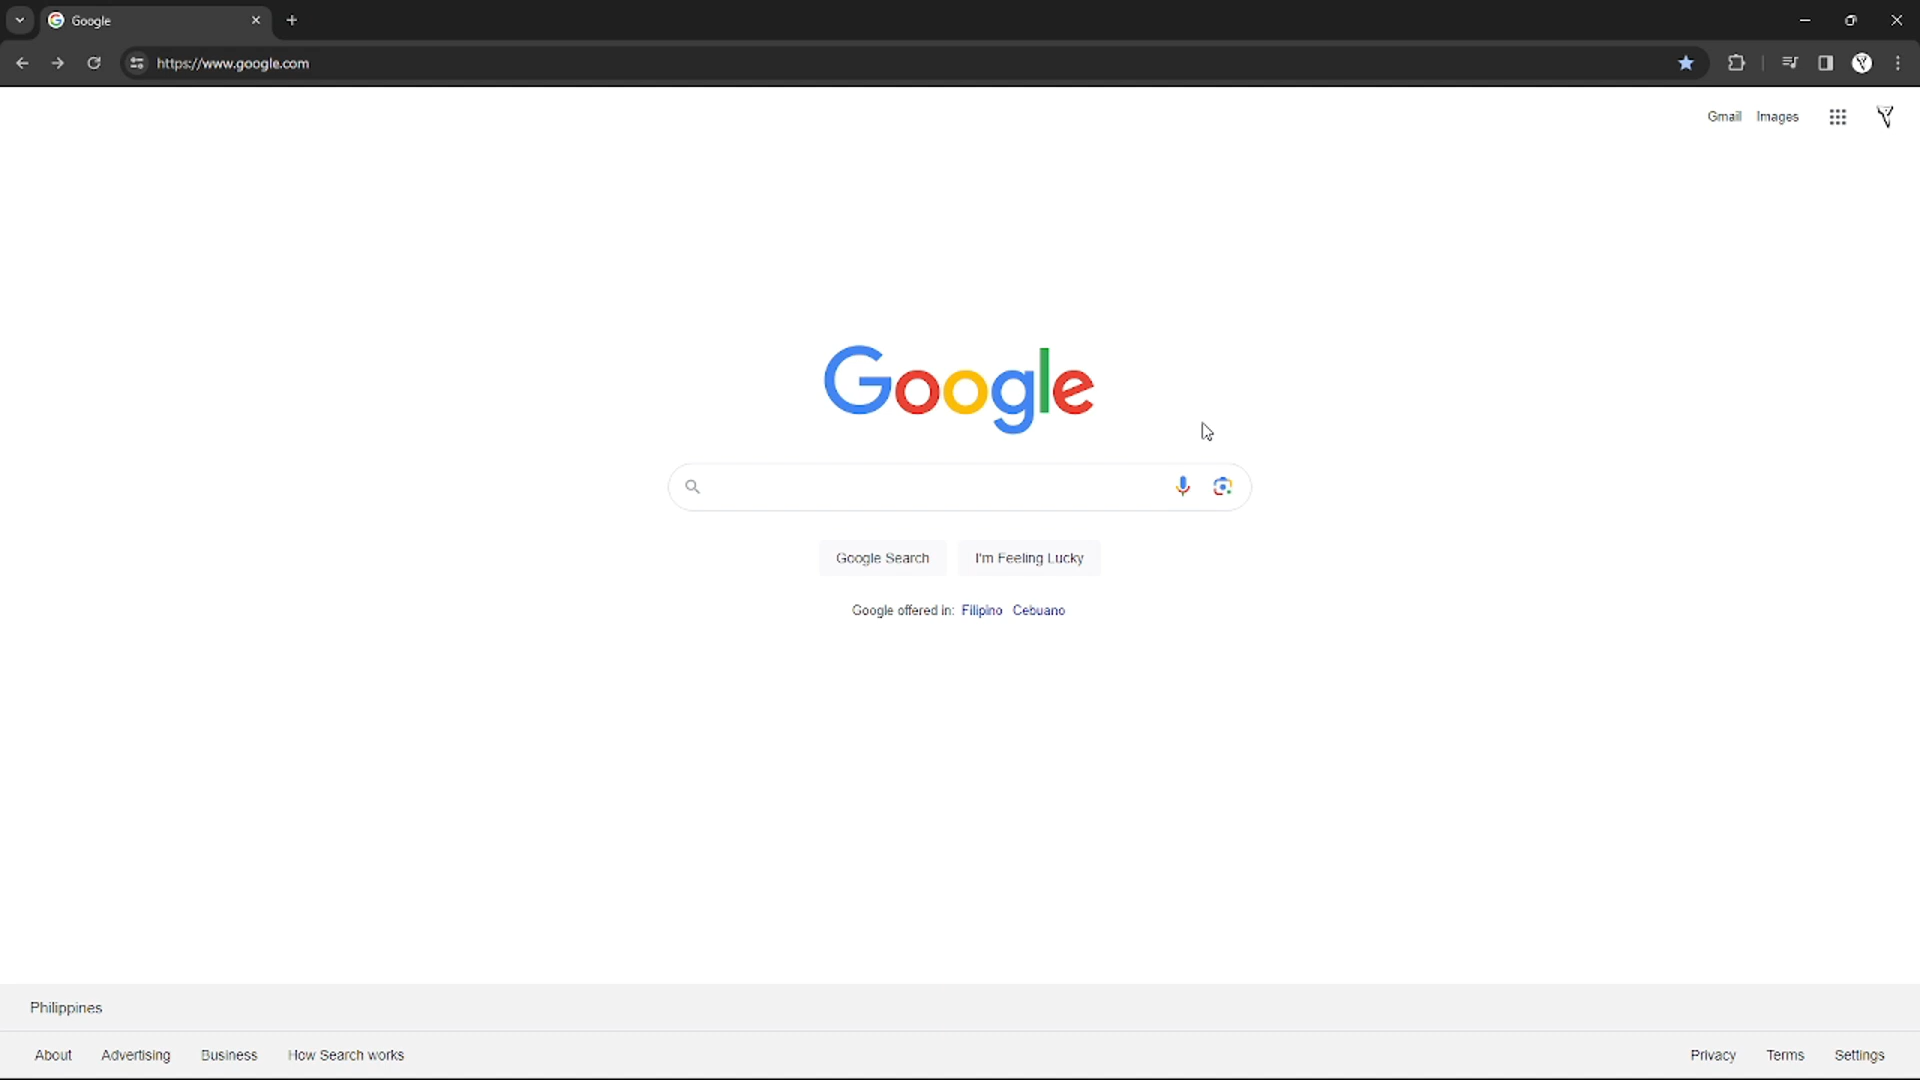 Google
https://www.google.com
Gmail Images
Google
Google Search I'm Feeling Lucky
Google offered in: Filipino Cebuano
Philippines
About Advertising Business How Search works Privacy Terms Settings